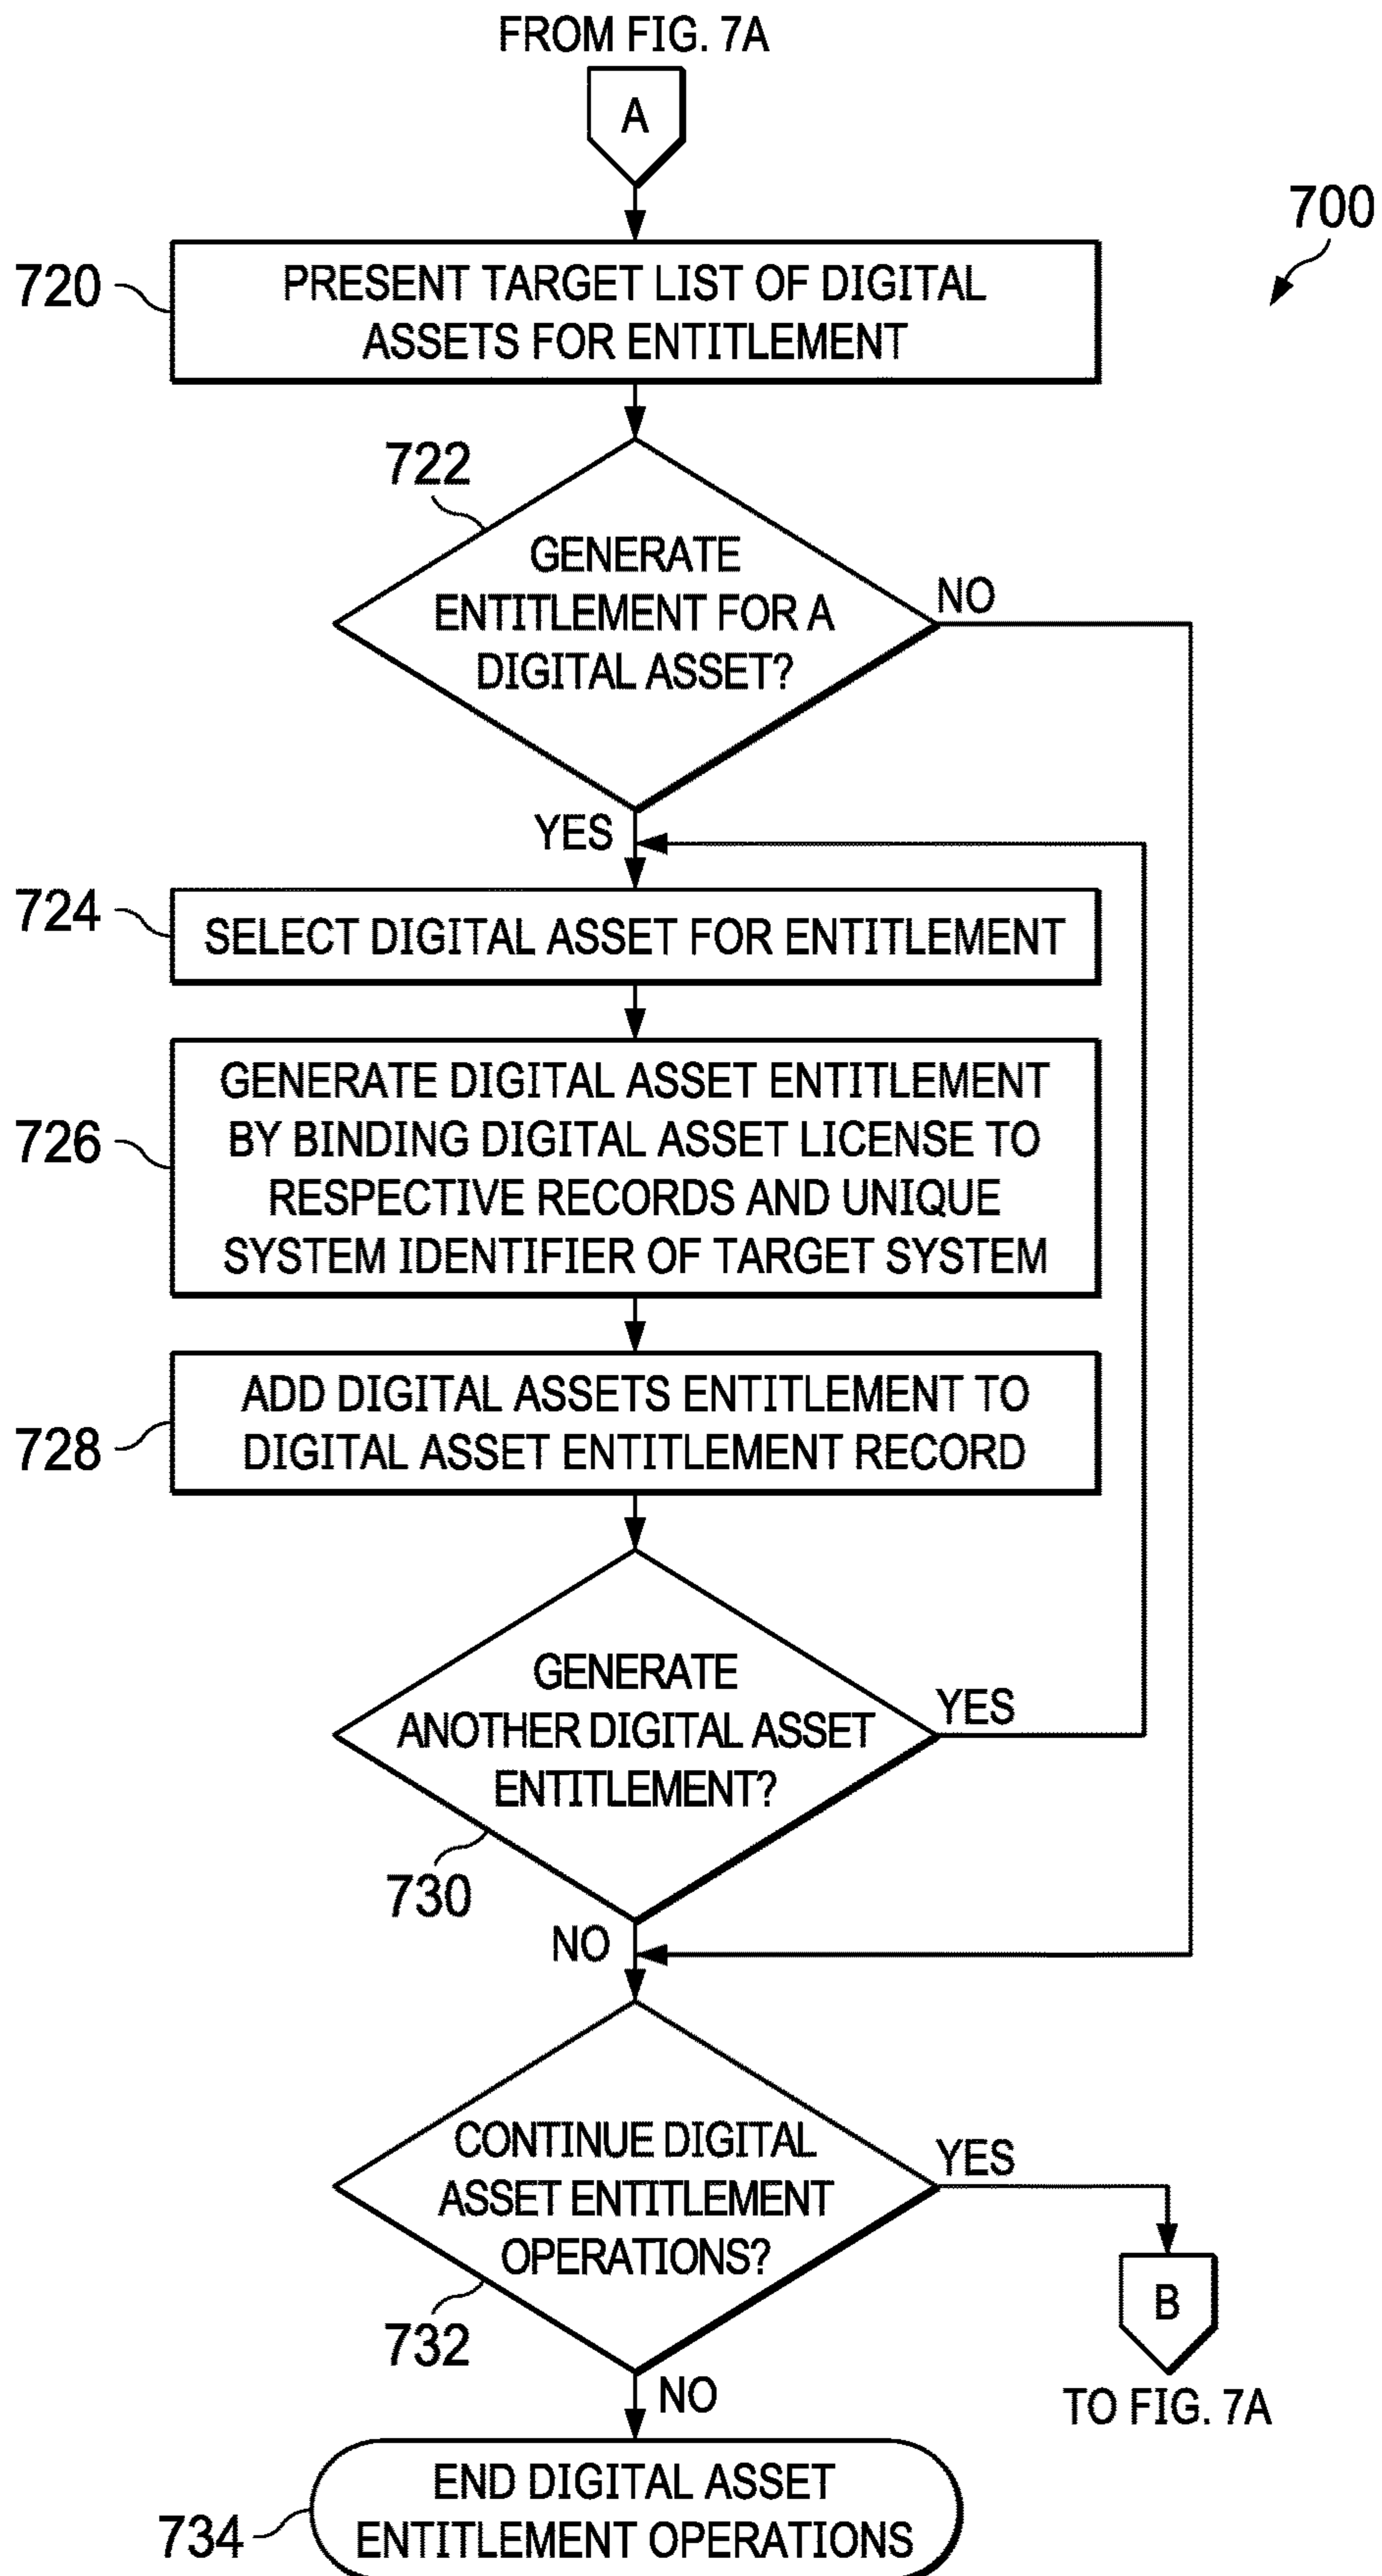 FROM FIG. 7A
A
700
720
PRESENT TARGET LIST OF DIGITAL
ASSETS FOR ENTITLEMENT
722
GENERATE
ENTITLEMENT FOR A
DIGITAL ASSET?
NO
YES
724
SELECT DIGITAL ASSET FOR ENTITLEMENT
726
GENERATE DIGITAL ASSET ENTITLEMENT
BY BINDING DIGITAL ASSET LICENSE TO
RESPECTIVE RECORDS AND UNIQUE
SYSTEM IDENTIFIER OF TARGET SYSTEM
728
ADD DIGITAL ASSETS ENTITLEMENT TO
DIGITAL ASSET ENTITLEMENT RECORD
GENERATE
ANOTHER DIGITAL ASSET
ENTITLEMENT?
YES
730
NO
CONTINUE DIGITAL
ASSET ENTITLEMENT
OPERATIONS?
YES
732
B
TO FIG. 7A
NO
734
END DIGITAL ASSET
ENTITLEMENT OPERATIONS